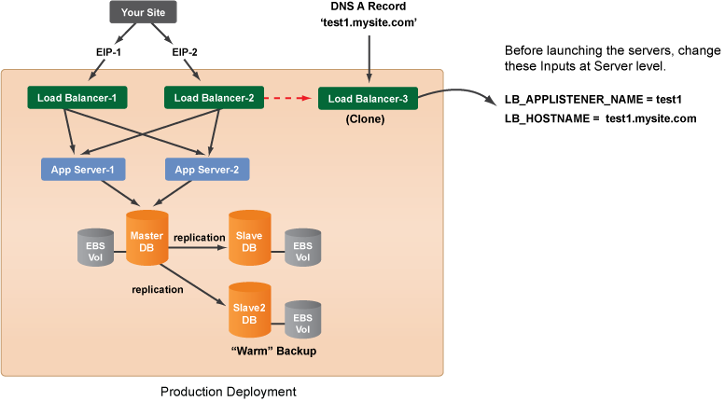 Your Site
DNS A Record
‘test1.mysite.com’
EIP-1
EIP-2
Before launching the servers, change
these Inputs at Server level.
LB_APPLISTENER_NAME = test1
LB_HOSTNAME = test1.mysite.com
Load Balancer-1
Load Balancer-2
Load Balancer-3
(Clone)
App Server-1
App Server-2
EBS
Vol
Master
DB
replication
Slave
DB
EBS
Vol
replication
Slave2
DB
EBS
Vol
“Warm” Backup
Production Deployment